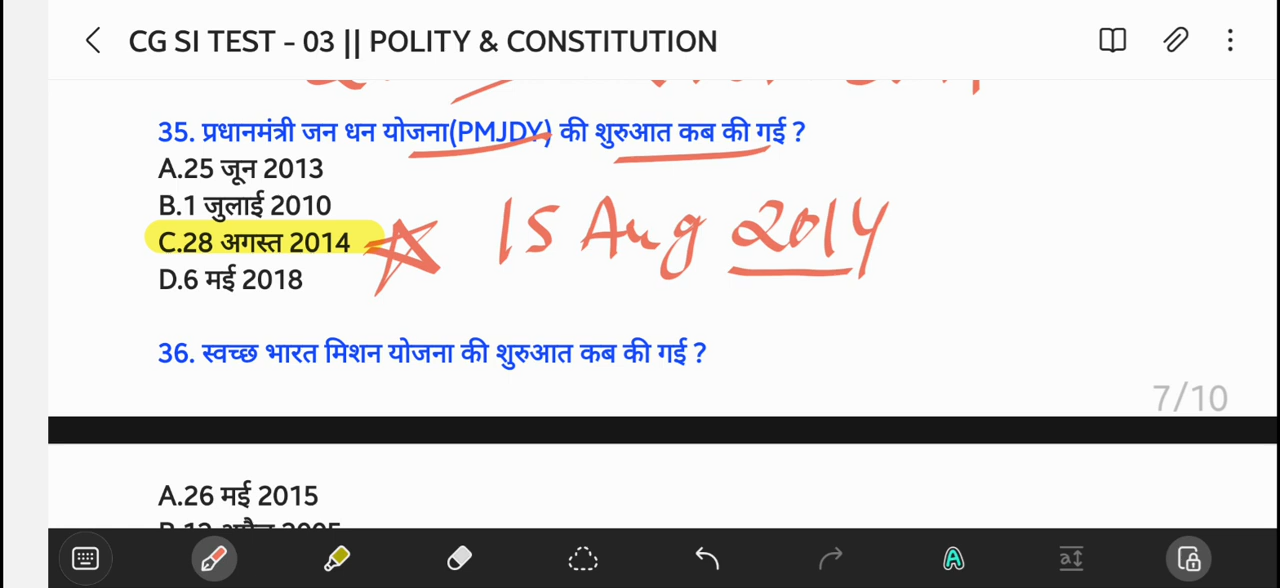 CG SI TEST - 03 || POLITY & CONSTITUTION
35. प्रधानमंत्री जन धन योजना(PMJDY) की शुरुआत कब की गई ?
A.25 जून 2013
B.1 जुलाई 2010
C.28 अगस्त 2014
15 Aug 2014
D.6 मई 2018
36. स्वच्छ भारत मिशन योजना की शुरुआत कब की गई ?
7/10
A.26 मई 2015